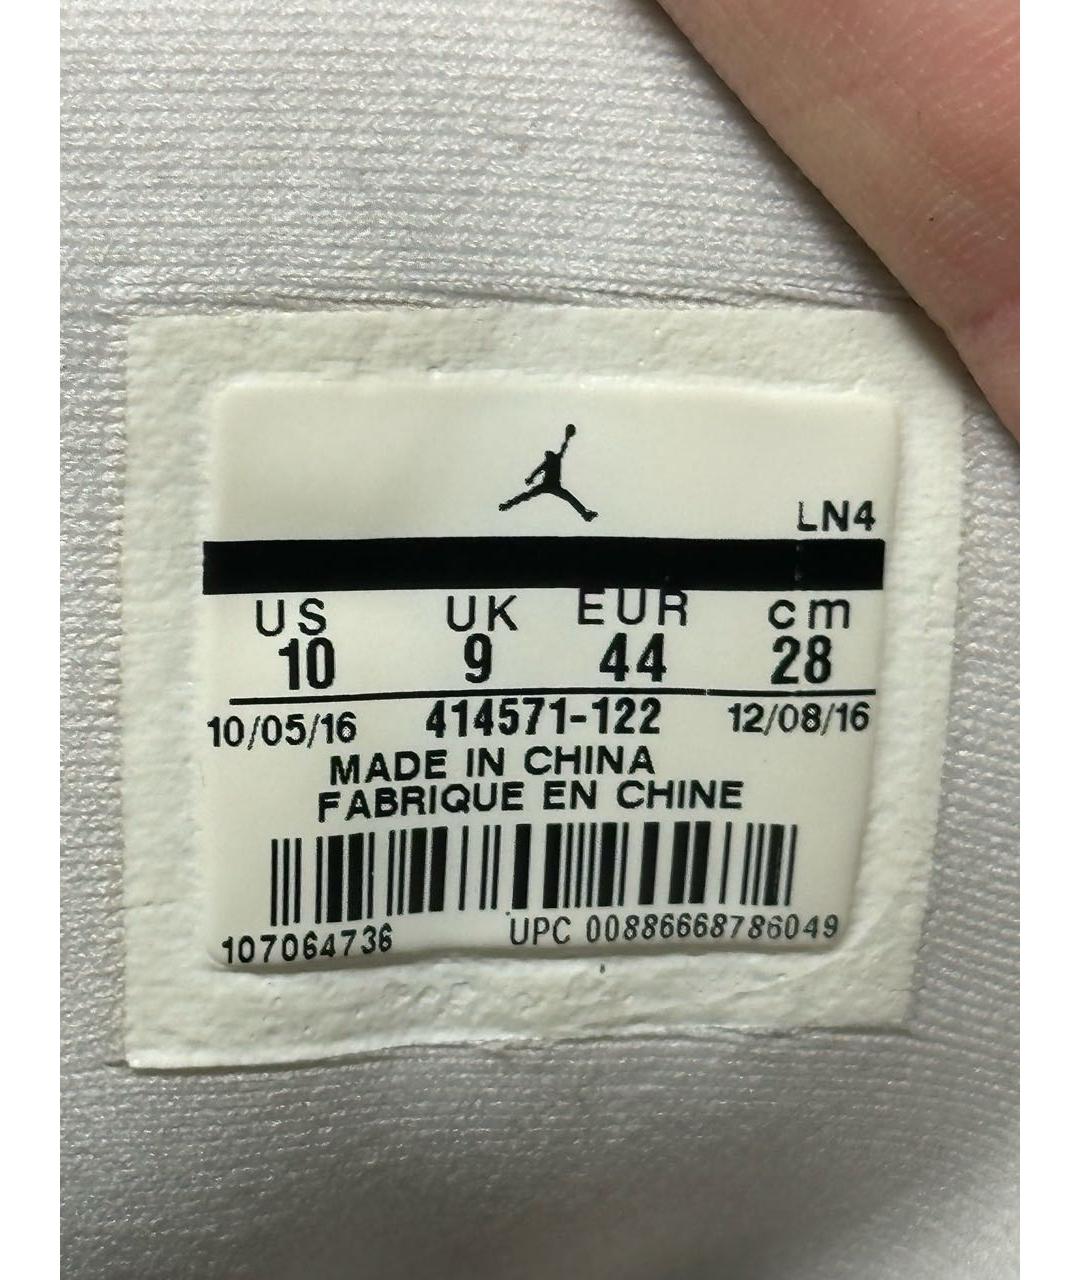 LN4
US UK EUR cm
10 9 44 28
10/05/16 414571-122 12/08/16
MADE IN CHINA
FABRIQUE EN CHINE
107064736 UPC 00886668786049